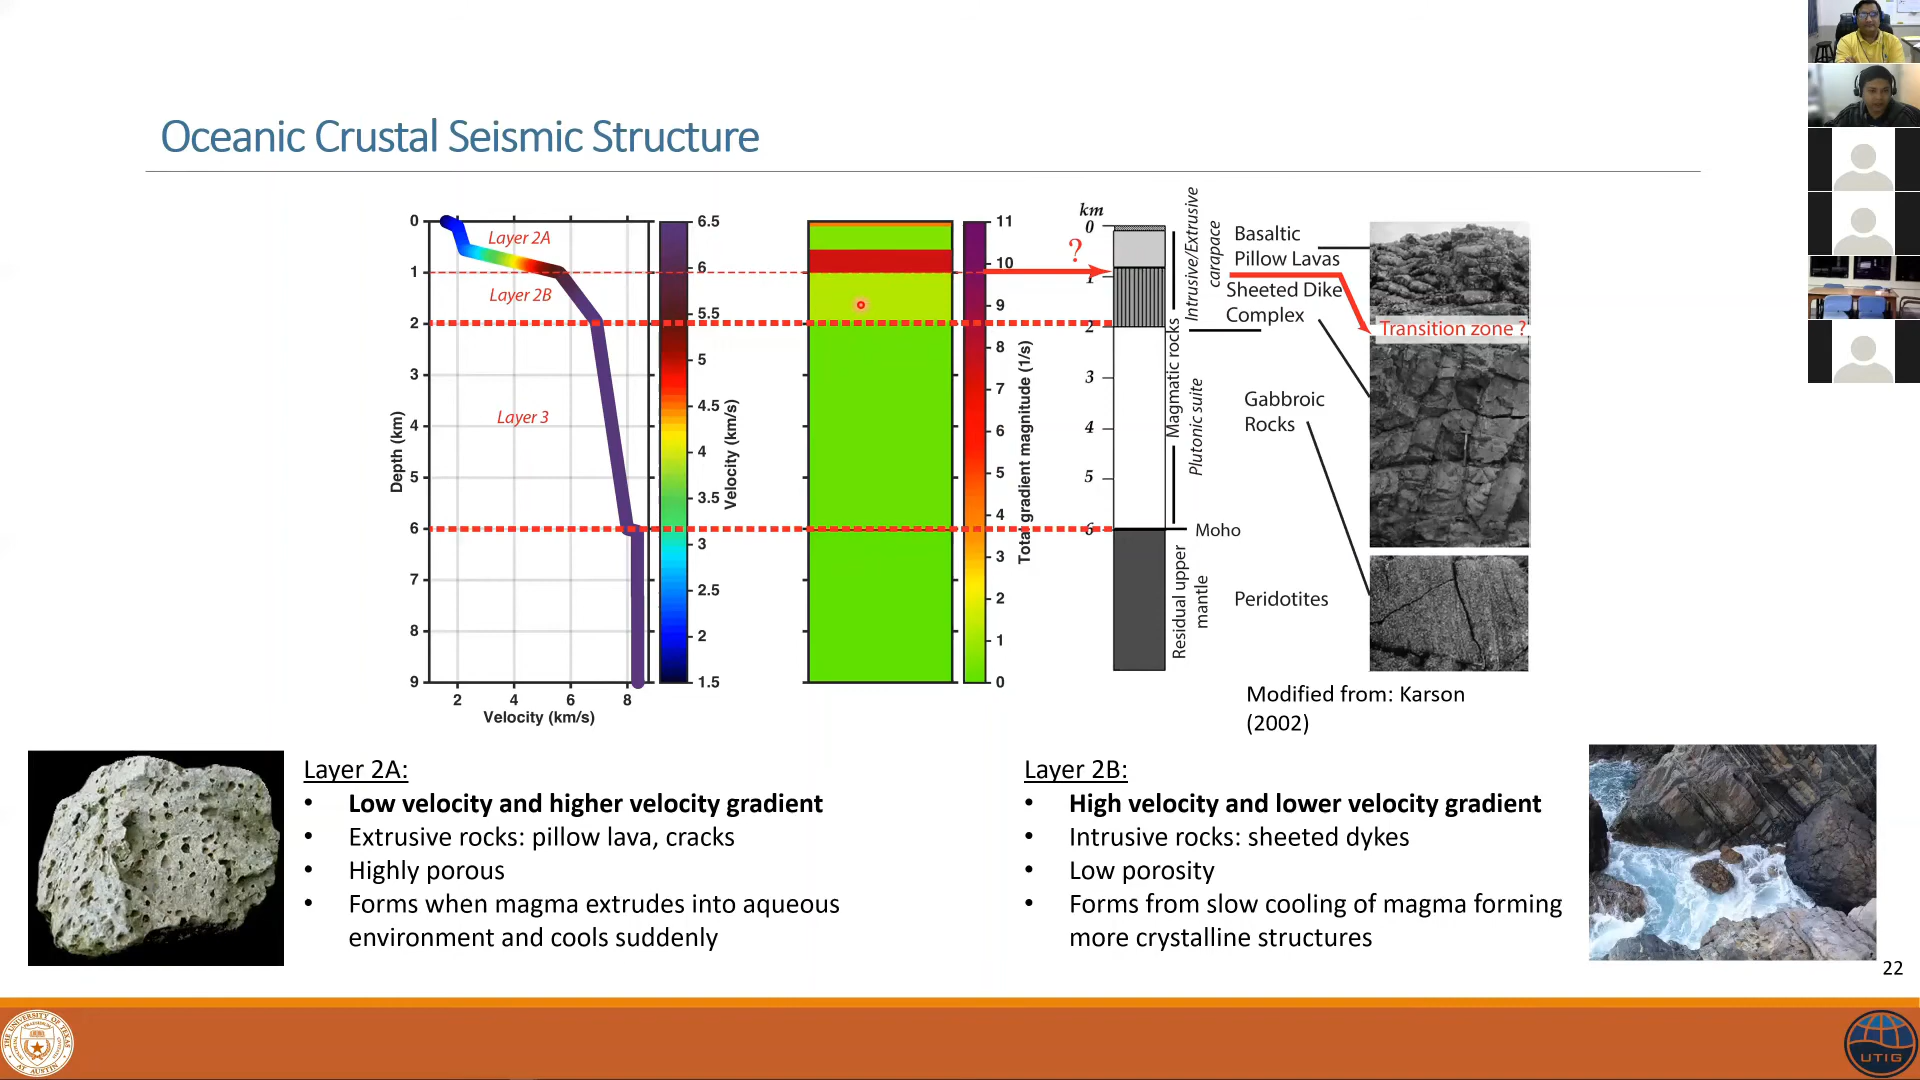 Oceanic Crustal Seismic Structure
0
1
2
3
4
5
6
7
8
9
Depth (km)
Layer 2A
Layer 2B
Layer 3
2
4
6
8
Velocity (km/s)
6.5
6
5.5
5
4.5
4
3.5
3
2.5
2
1.5
Velocity (km/s)
11
10
9
8
7
6
5
4
3
2
1
0
Total gradient magnitude (1/s)
?
km
0
1
2
3
4
5
6
Intrusive/Extrusive
carapace
Magmatic rocks
Plutonic suite
Moho
Residual upper
mantle
Basaltic
Pillow Lavas
Sheeted Dike
Complex
Transition zone ?
Gabbroic
Rocks
Peridotites
Modified from: Karson
(2002)
Layer 2A:
• Low velocity and higher velocity gradient
• Extrusive rocks: pillow lava, cracks
• Highly porous
• Forms when magma extrudes into aqueous
environment and cools suddenly
Layer 2B:
• High velocity and lower velocity gradient
• Intrusive rocks: sheeted dykes
• Low porosity
• Forms from slow cooling of magma forming
more crystalline structures
22
THE UNIVERSITY OF TEXAS
AT AUSTIN
UTIG